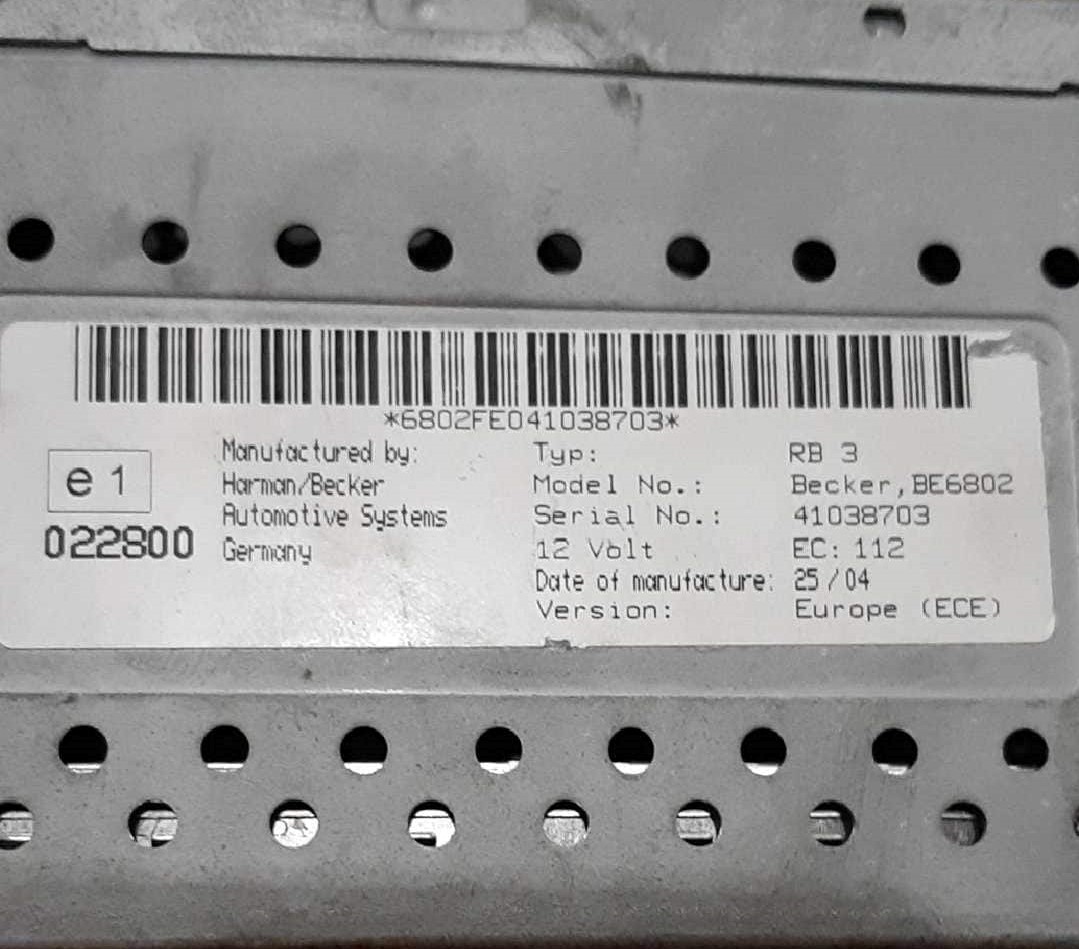 *6802FE041038703*
e 1
022800
Manufactured by:
Harman/Becker
Automotive Systems
Germany
Typ: RB 3
Model No.: Becker,BE6802
Serial No.: 41038703
12 Volt EC: 112
Date of manufacture: 25/04
Version: Europe (ECE)